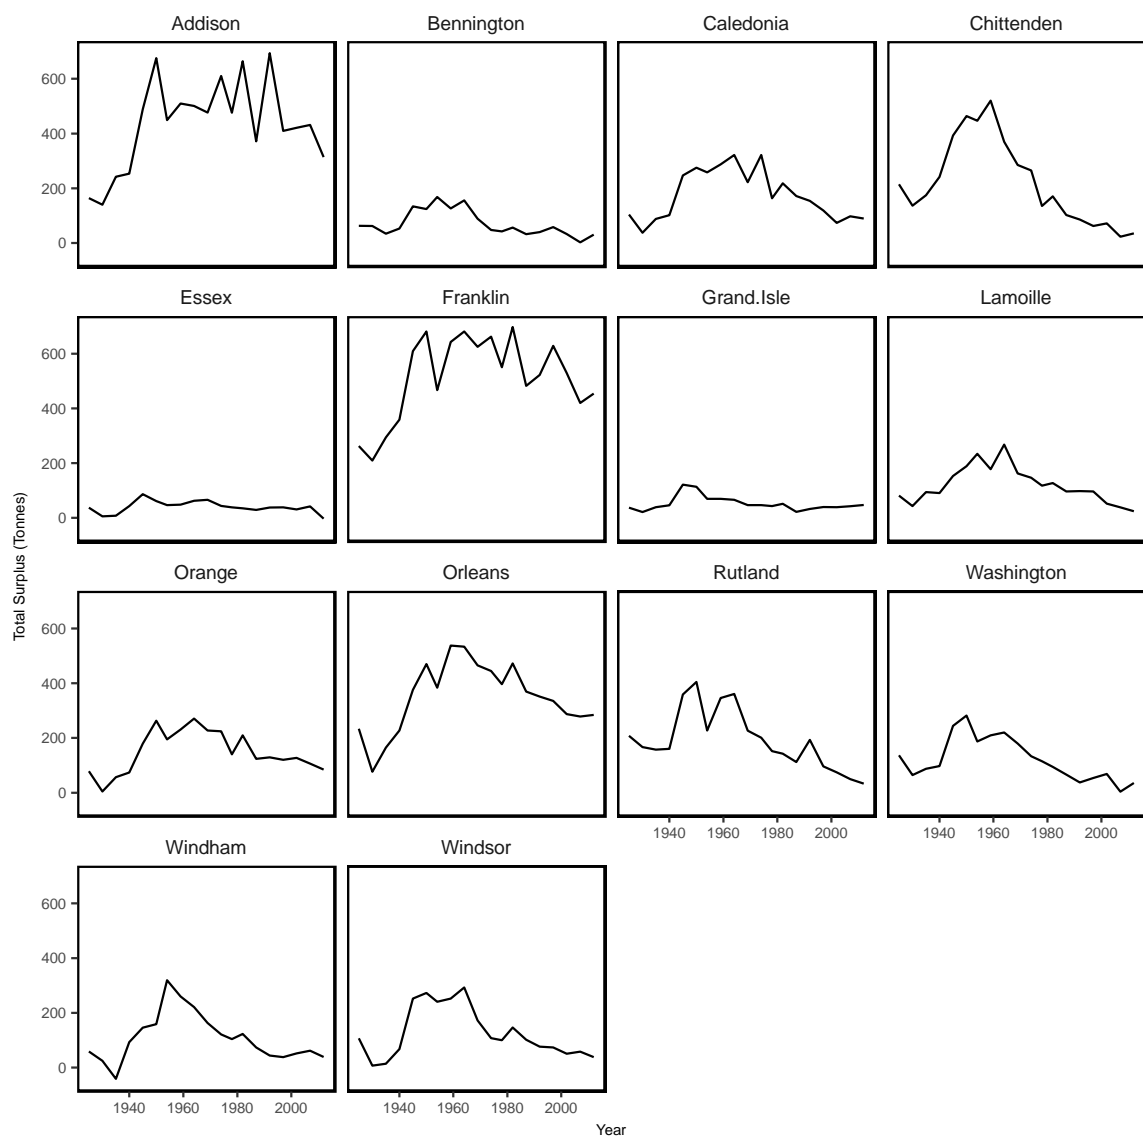 Addison Bennington Caledonia Chittenden
600
400
200
0
Essex Franklin Grand.Isle Lamoille
600
400
200
0
Total Surplus (Tonnes)
Orange Orleans Rutland Washington
600
400
200
0
1940 1960 1980 2000 1940 1960 1980 2000
Windham Windsor
600
400
200
0
1940 1960 1980 2000 1940 1960 1980 2000
Year